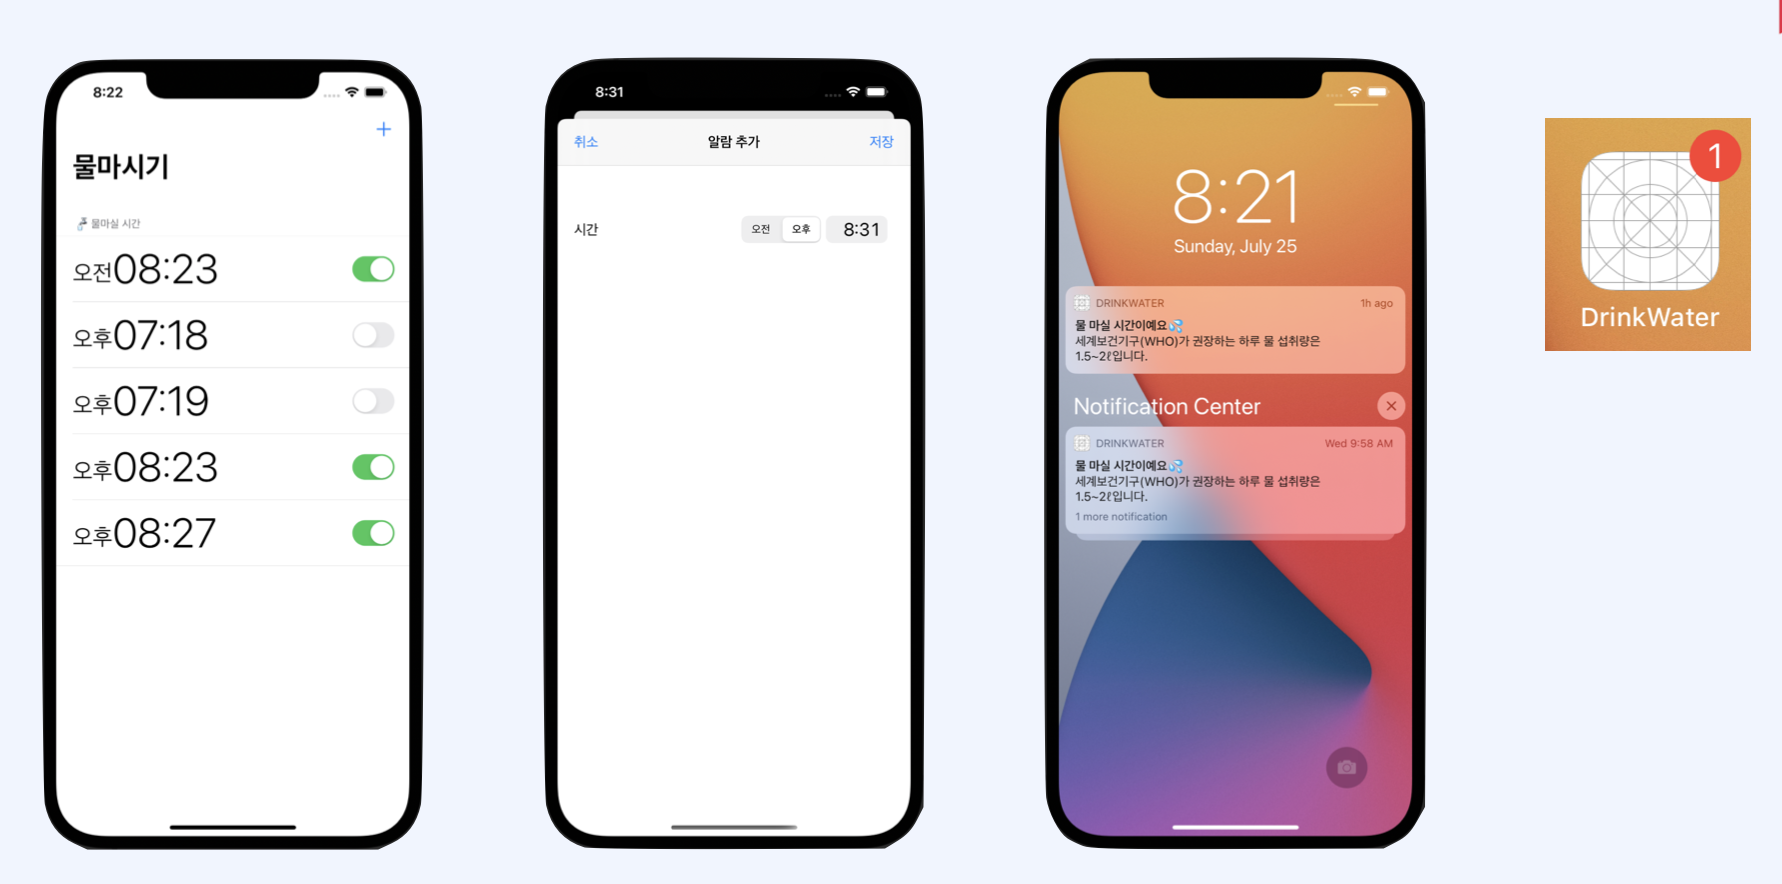 8:22
+
물마시기
물마실 시간
오전08:23
오후07:18
오후07:19
오후08:23
오후08:27
8:31
취소 알람 추가 저장
시간 오전 오후 8:31
8:21
Sunday, July 25
DRINKWATER 1h ago
물 마실 시간이예요💦
세계보건기구(WHO)가 권장하는 하루 물 섭취량은
1.5~2ℓ입니다.
Notification Center
DRINKWATER Wed 9:58 AM
물 마실 시간이예요💦
세계보건기구(WHO)가 권장하는 하루 물 섭취량은
1.5~2ℓ입니다.
1 more notification
1
DrinkWater